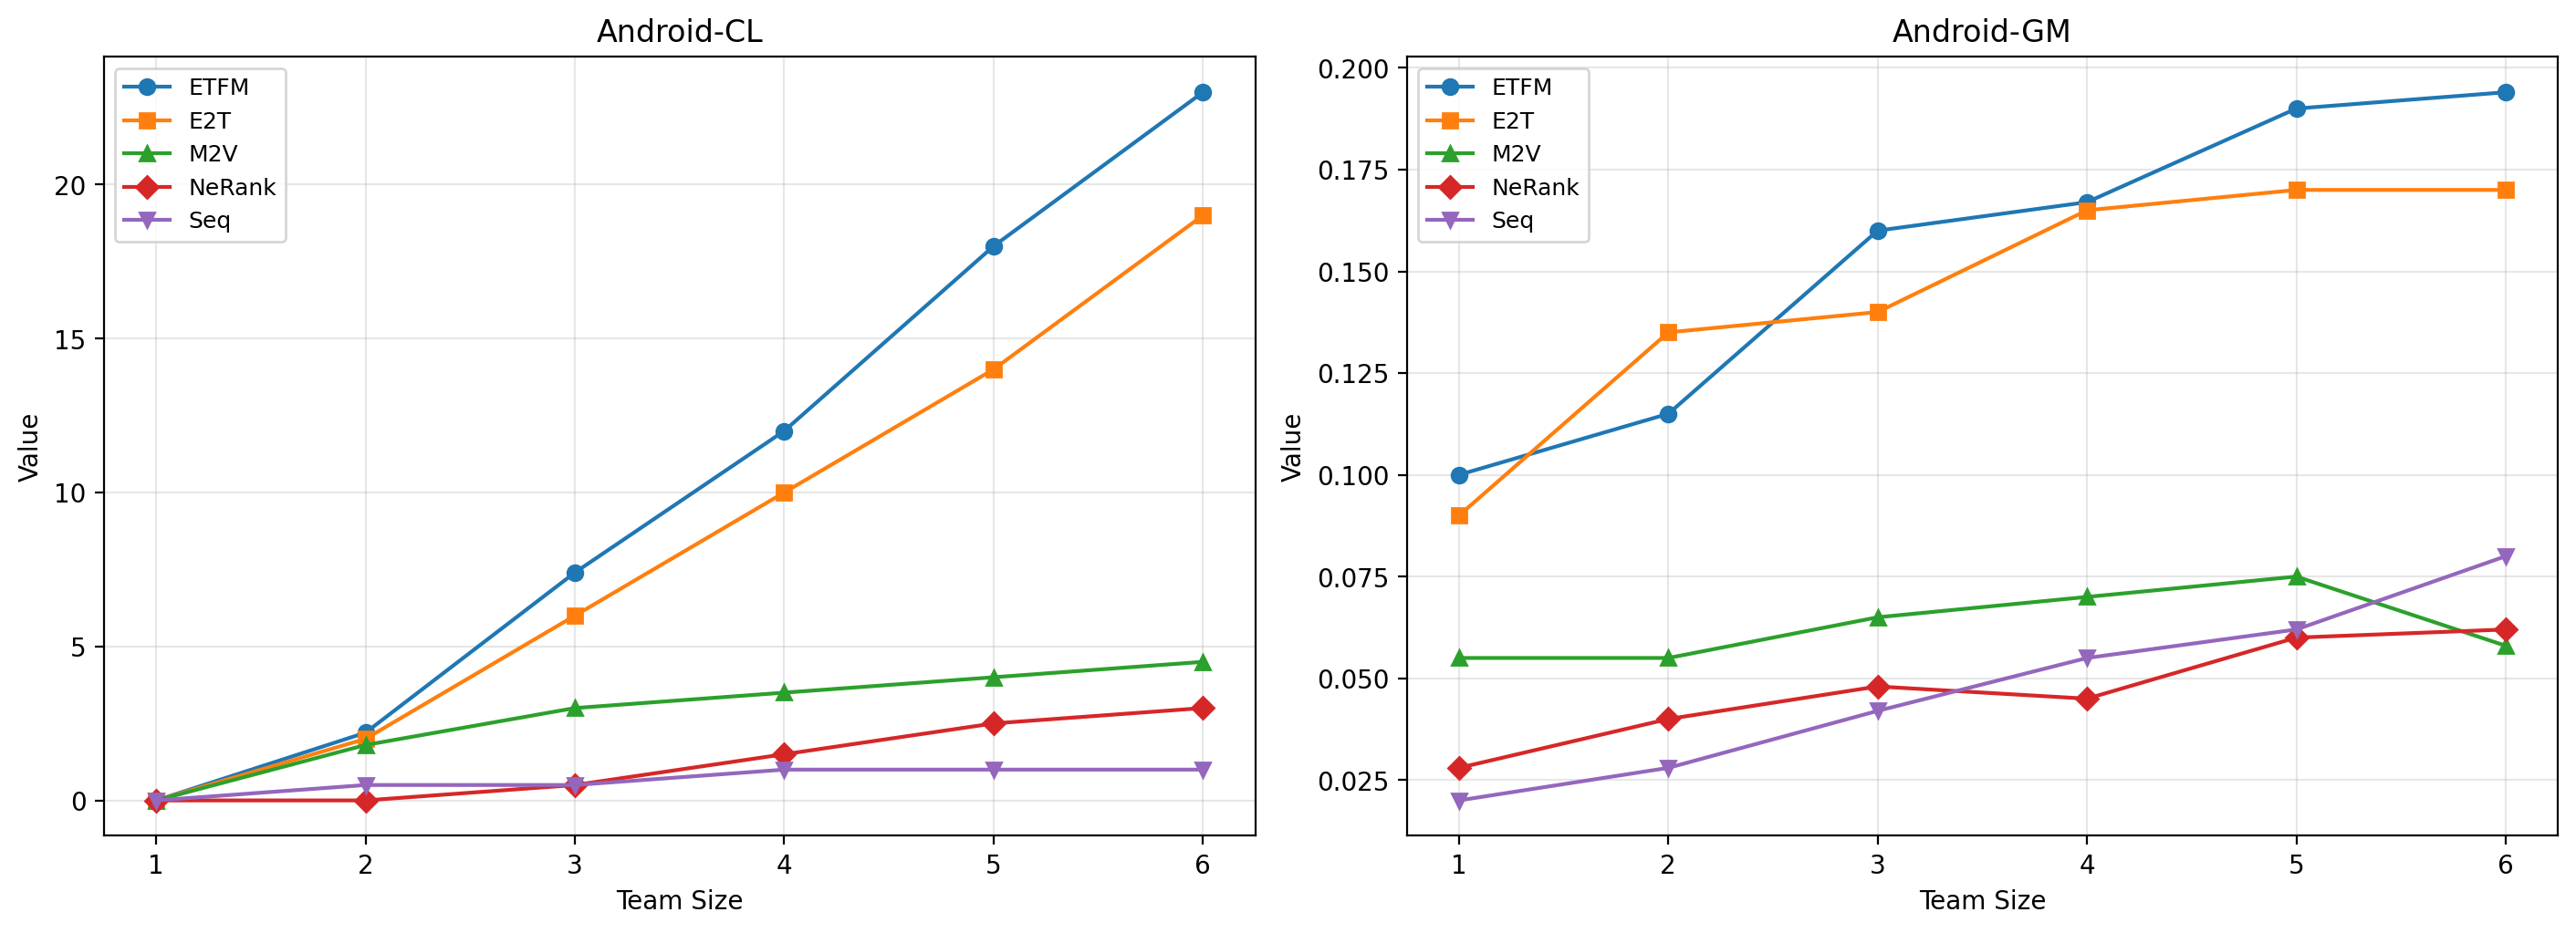 Android-CL
ETFM
E2T
M2V
NeRank
Seq
20
15
10
5
0
Value
1 2 3 4 5 6
Team Size
Android-GM
ETFM
E2T
M2V
NeRank
Seq
0.200
0.175
0.150
0.125
0.100
0.075
0.050
0.025
Value
1 2 3 4 5 6
Team Size